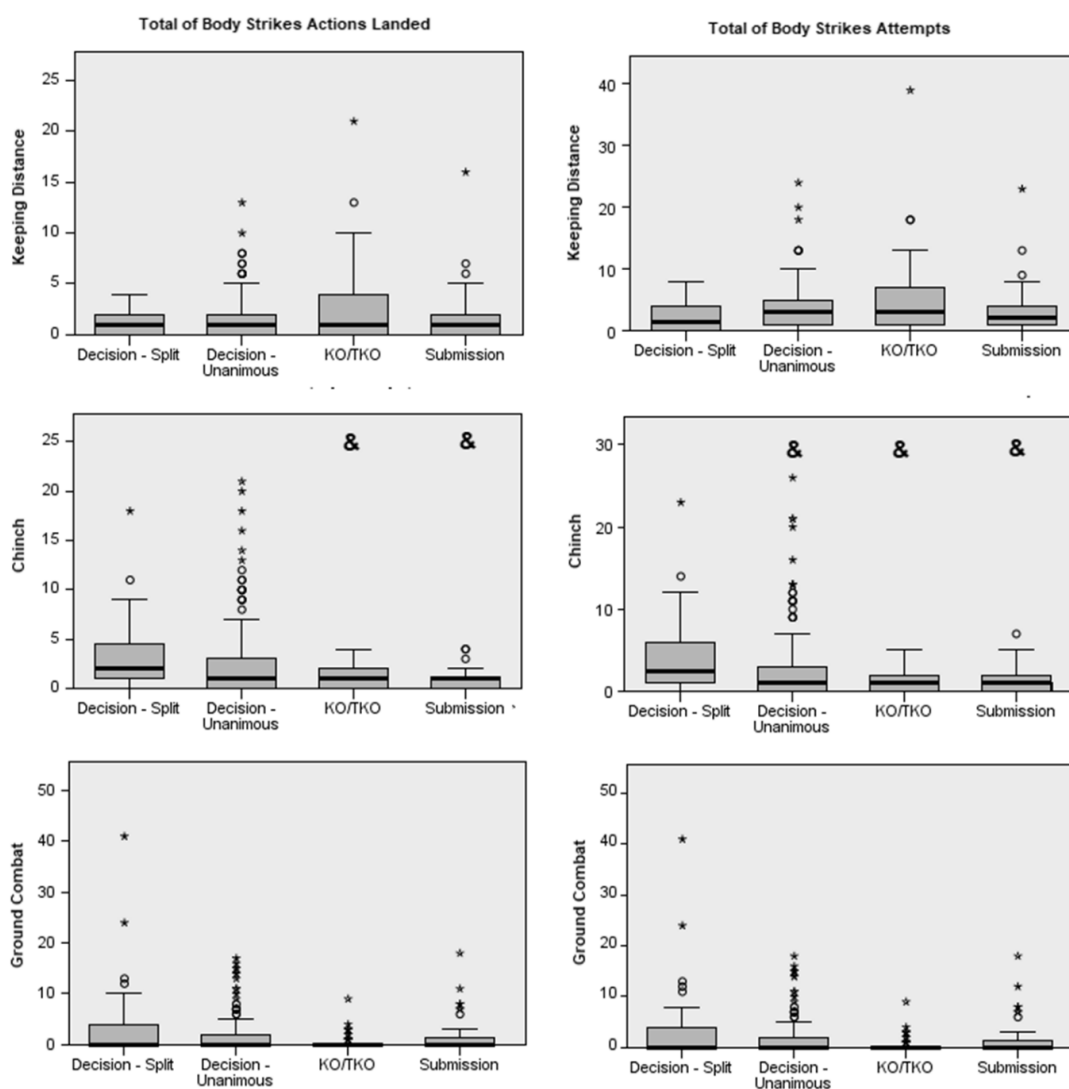 Total of Body Strikes Actions Landed
Total of Body Strikes Attempts
Keeping Distance
25
20
15
10
5
0
Decision - Split
Decision -
Unanimous
KO/TKO
Submission
Keeping Distance
40
30
20
10
0
Decision - Split
Decision -
Unanimous
KO/TKO
Submission
Chinch
25
20
15
10
5
0
&
&
Decision - Split
Decision -
Unanimous
KO/TKO
Submission
Chinch
30
20
10
0
&
&
&
Decision - Split
Decision -
Unanimous
KO/TKO
Submission
Ground Combat
50
40
30
20
10
0
Decision - Split
Decision -
Unanimous
KO/TKO
Submission
Ground Combat
50
40
30
20
10
0
Decision - Split
Decision -
Unanimous
KO/TKO
Submission